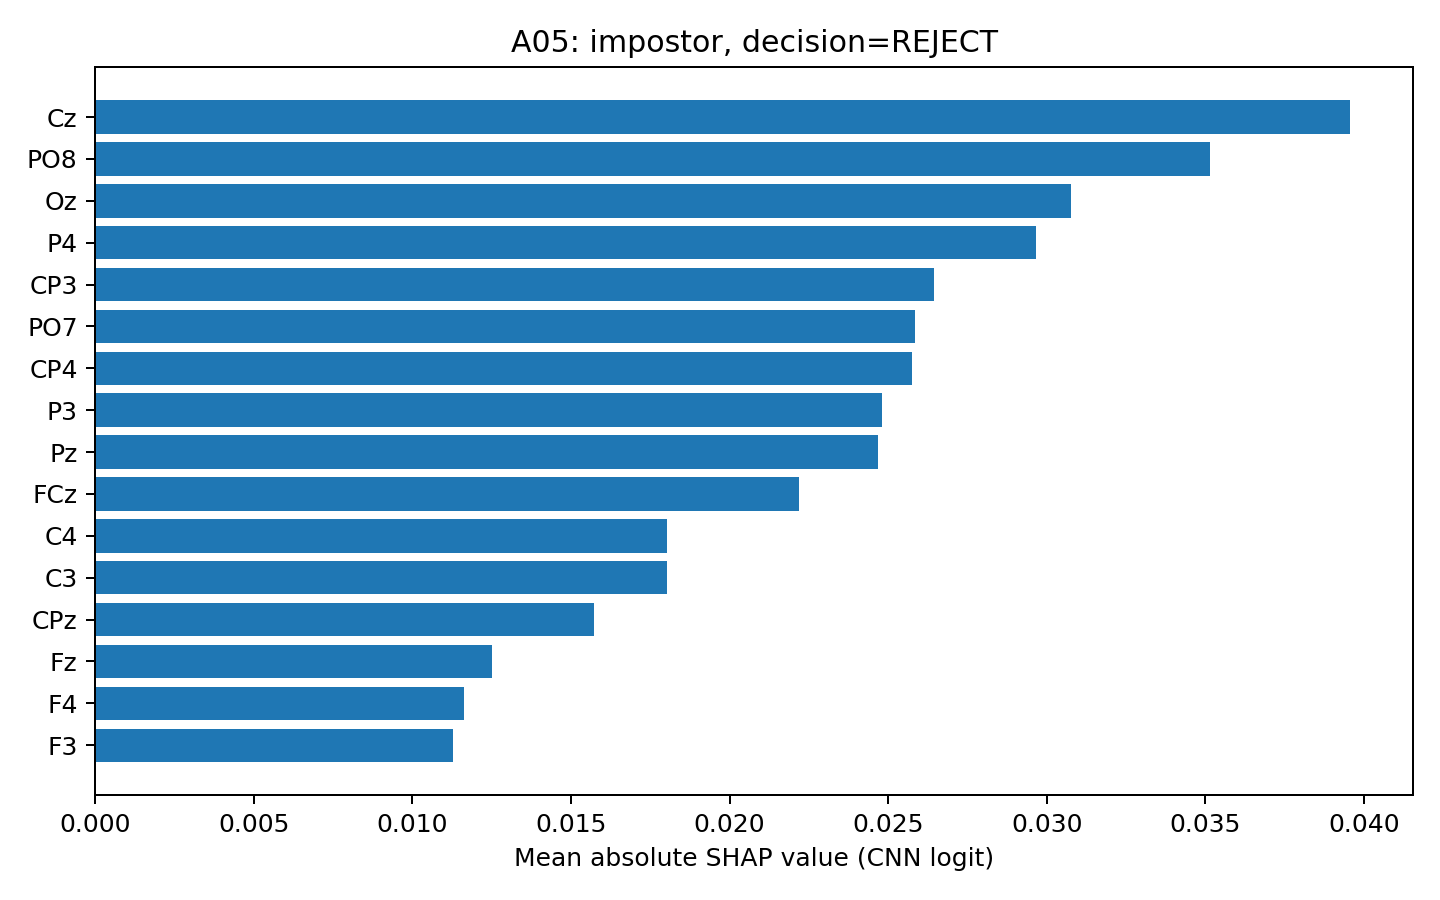 A05: impostor, decision=REJECT
Cz
PO8
Oz
P4
CP3
PO7
CP4
P3
Pz
FCz
C4
C3
CPz
Fz
F4
F3
0.000 0.005 0.010 0.015 0.020 0.025 0.030 0.035 0.040
Mean absolute SHAP value (CNN logit)